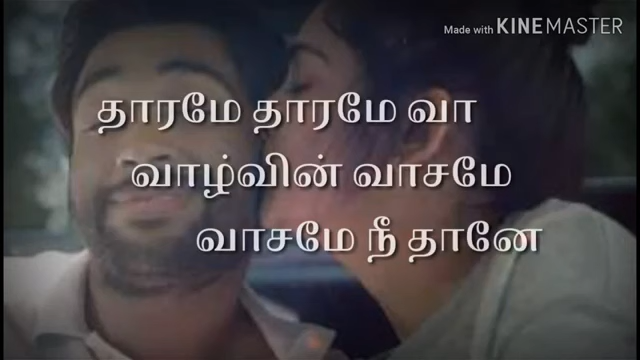 Made with KINEMASTER
தாரமே தாரமே வா
வாழ்வின் வாசமே
வாசமே நீ தானே